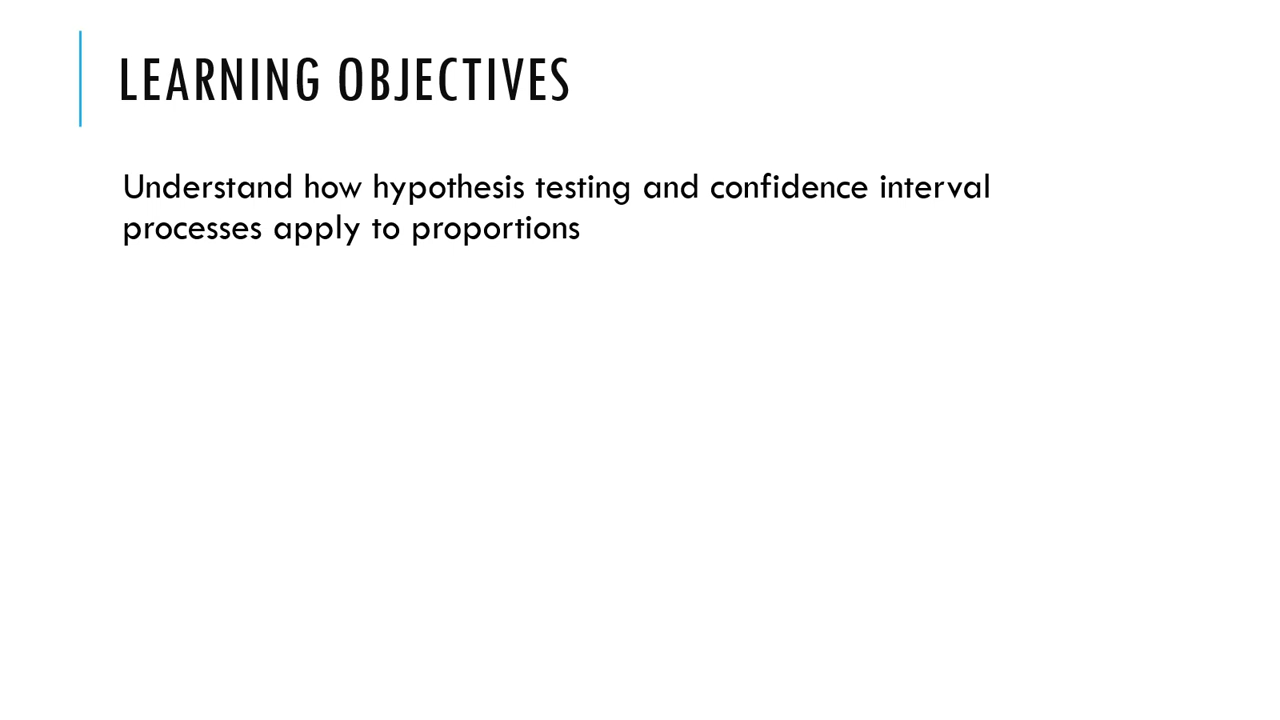 LEARNING OBJECTIVES
Understand how hypothesis testing and confidence interval
processes apply to proportions